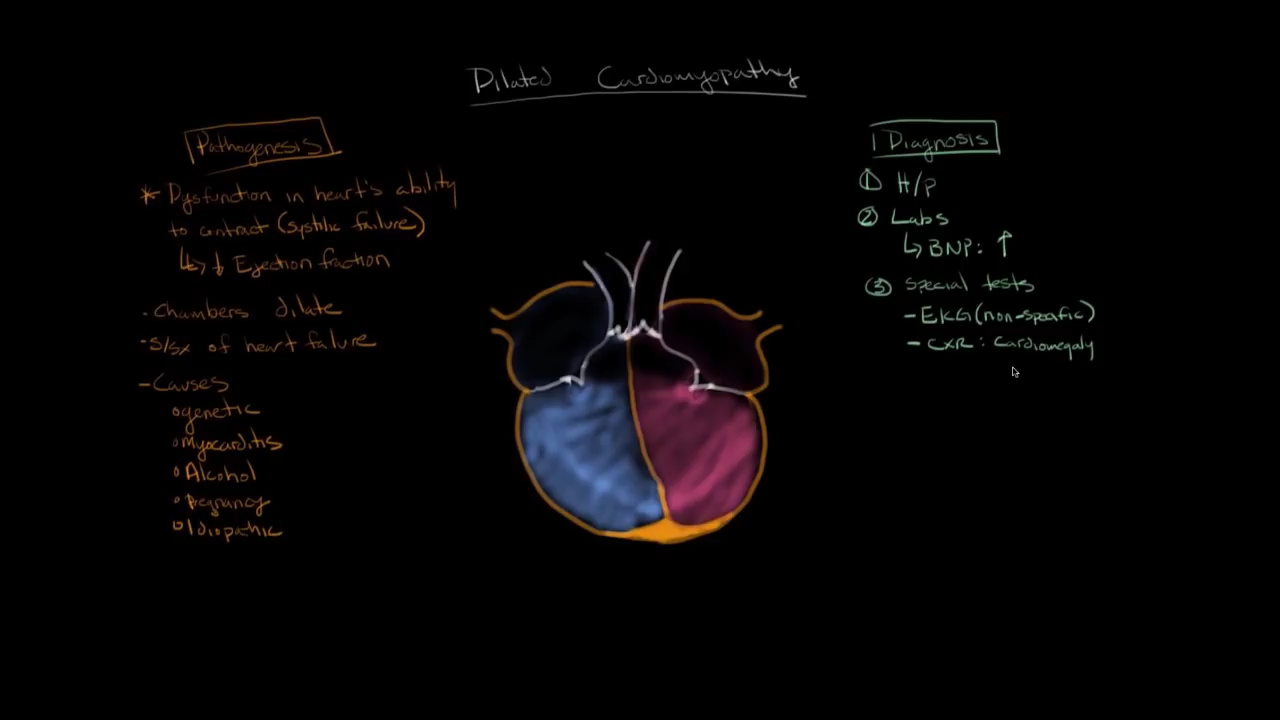 Dilated Cardiomyopathy
Pathogenesis
* Dysfunction in heart's ability
to contract (systolic failure)
↳ ↓ Ejection fraction
- Chambers dilate
- S/sx of heart failure
- Causes
genetic
Myocarditis
Alcohol
Pregnancy
Idiopathic
Diagnosis
① H/P
② Labs
↳ BNP: ↑
③ Special tests
- EKG (non-specific)
- CXR: cardiomegaly